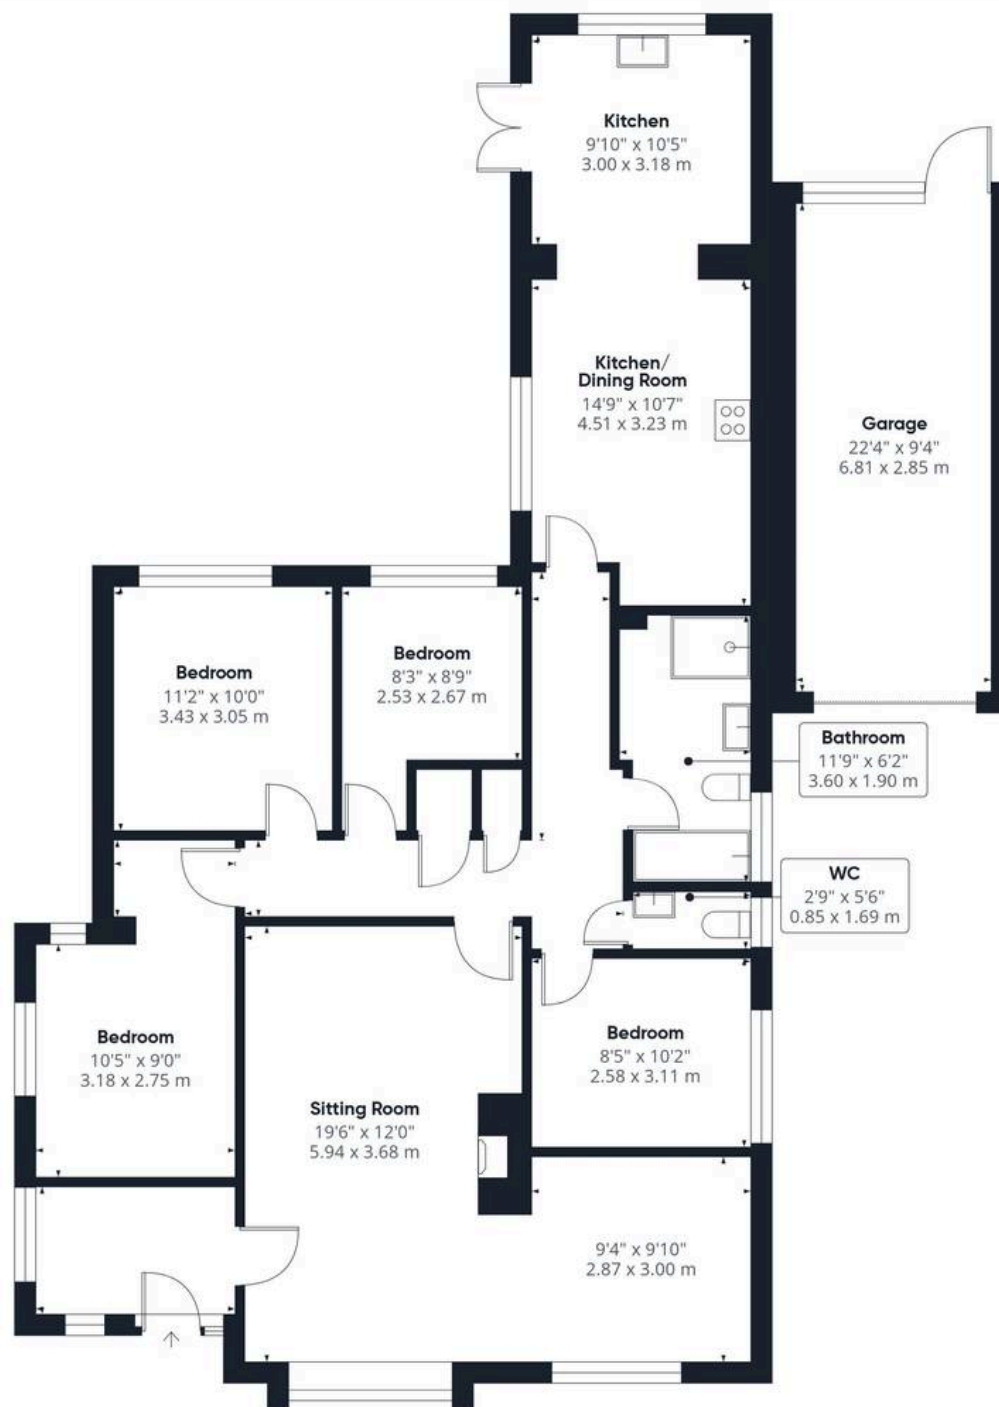 Kitchen
9'10" x 10'5"
3.00 x 3.18 m
Kitchen/
Dining Room
14'9" x 10'7"
4.51 x 3.23 m
Garage
22'4" x 9'4"
6.81 x 2.85 m
Bedroom
11'2" x 10'0"
3.43 x 3.05 m
Bedroom
8'3" x 8'9"
2.53 x 2.67 m
Bathroom
11'9" x 6'2"
3.60 x 1.90 m
WC
2'9" x 5'6"
0.85 x 1.69 m
Bedroom
10'5" x 9'0"
3.18 x 2.75 m
Sitting Room
19'6" x 12'0"
5.94 x 3.68 m
Bedroom
8'5" x 10'2"
2.58 x 3.11 m
9'4" x 9'10"
2.87 x 3.00 m